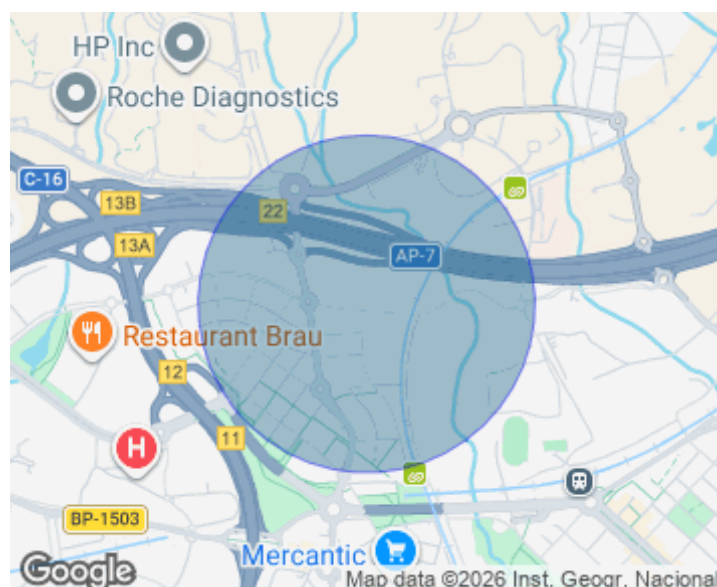 HP Inc
Roche Diagnostics
C-16
13B
22
13A
AP-7
Restaurant Brau
12
11
H
BP-1503
Mercantic
Google
Map data ©2026 Inst. Geogr. Nacional